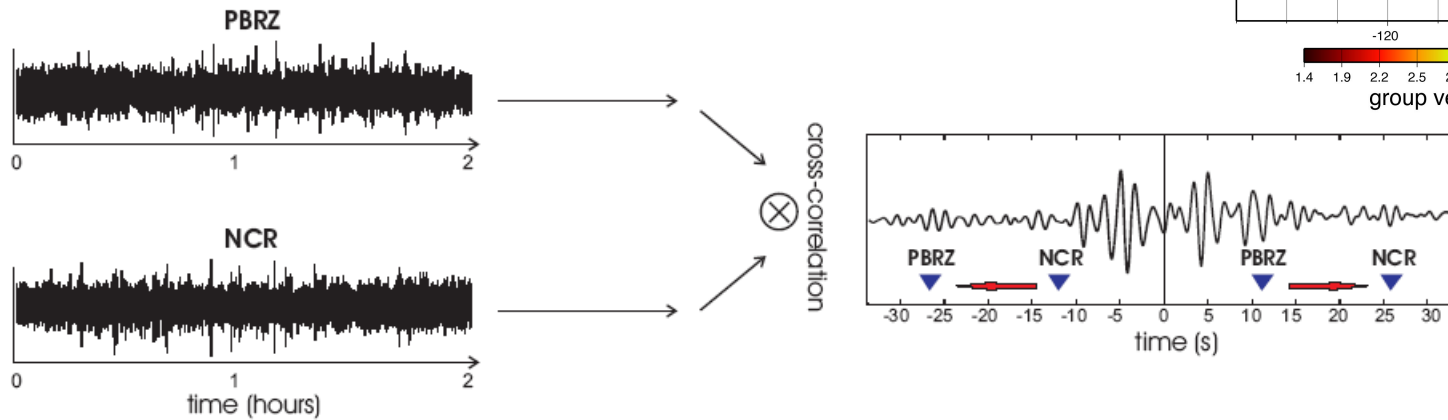 PBRZ
0 1 2
NCR
0 1 2
time (hours)
cross-correlation
-120
1.4 1.9 2.2 2.5
group ve
PBRZ NCR PBRZ NCR
-30 -25 -20 -15 -10 -5 0 5 10 15 20 25 30
time (s)